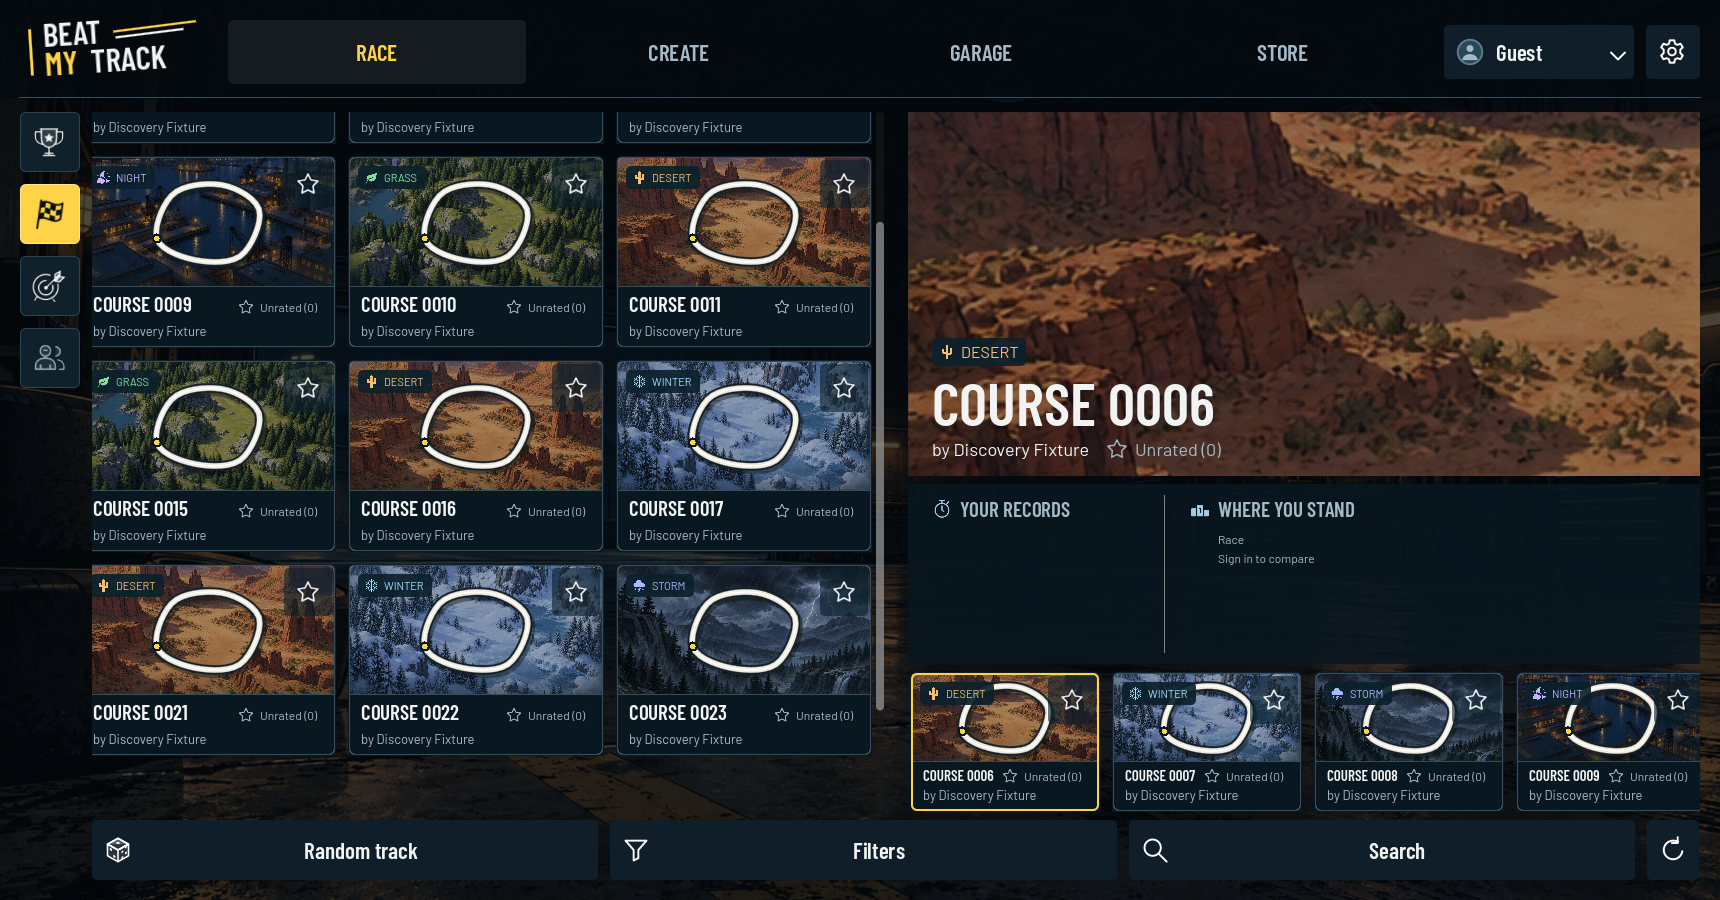 BEAT
MY TRACK
RACE
CREATE
GARAGE
STORE
Guest
by Discovery Fixture
by Discovery Fixture
by Discovery Fixture
NIGHT
COURSE 0009
Unrated (0)
by Discovery Fixture
GRASS
COURSE 0010
Unrated (0)
by Discovery Fixture
DESERT
COURSE 0011
Unrated (0)
by Discovery Fixture
GRASS
COURSE 0015
Unrated (0)
by Discovery Fixture
DESERT
COURSE 0016
Unrated (0)
by Discovery Fixture
WINTER
COURSE 0017
Unrated (0)
by Discovery Fixture
DESERT
COURSE 0021
Unrated (0)
by Discovery Fixture
WINTER
COURSE 0022
Unrated (0)
by Discovery Fixture
STORM
COURSE 0023
Unrated (0)
by Discovery Fixture
DESERT
COURSE 0006
by Discovery Fixture
Unrated (0)
YOUR RECORDS
WHERE YOU STAND
Race
Sign in to compare
DESERT
COURSE 0006
Unrated (0)
by Discovery Fixture
WINTER
COURSE 0007
Unrated (0)
by Discovery Fixture
STORM
COURSE 0008
Unrated (0)
by Discovery Fixture
NIGHT
COURSE 0009
Unrated (0)
by Discovery Fixture
Random track
Filters
Search